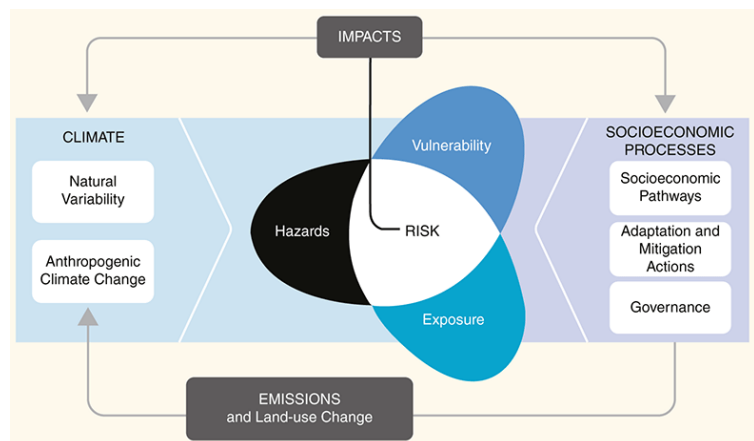 IMPACTS
CLIMATE
Natural
Variability
Anthropogenic
Climate Change
Vulnerability
Hazards
RISK
Exposure
SOCIOECONOMIC
PROCESSES
Socioeconomic
Pathways
Adaptation and
Mitigation
Actions
Governance
EMISSIONS
and Land-use Change